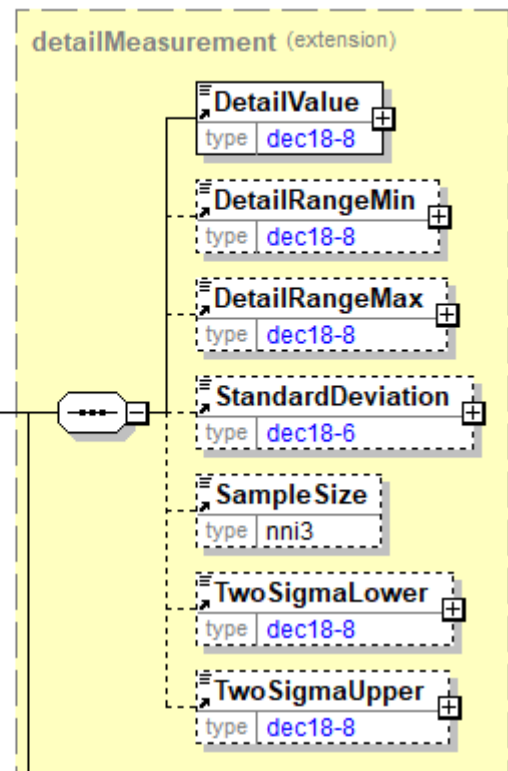 detailMeasurement (extension)
DetailValue
type dec18-8
DetailRangeMin
type dec18-8
DetailRangeMax
type dec18-8
StandardDeviation
type dec18-6
SampleSize
type nni3
TwoSigmaLower
type dec18-8
TwoSigmaUpper
type dec18-8